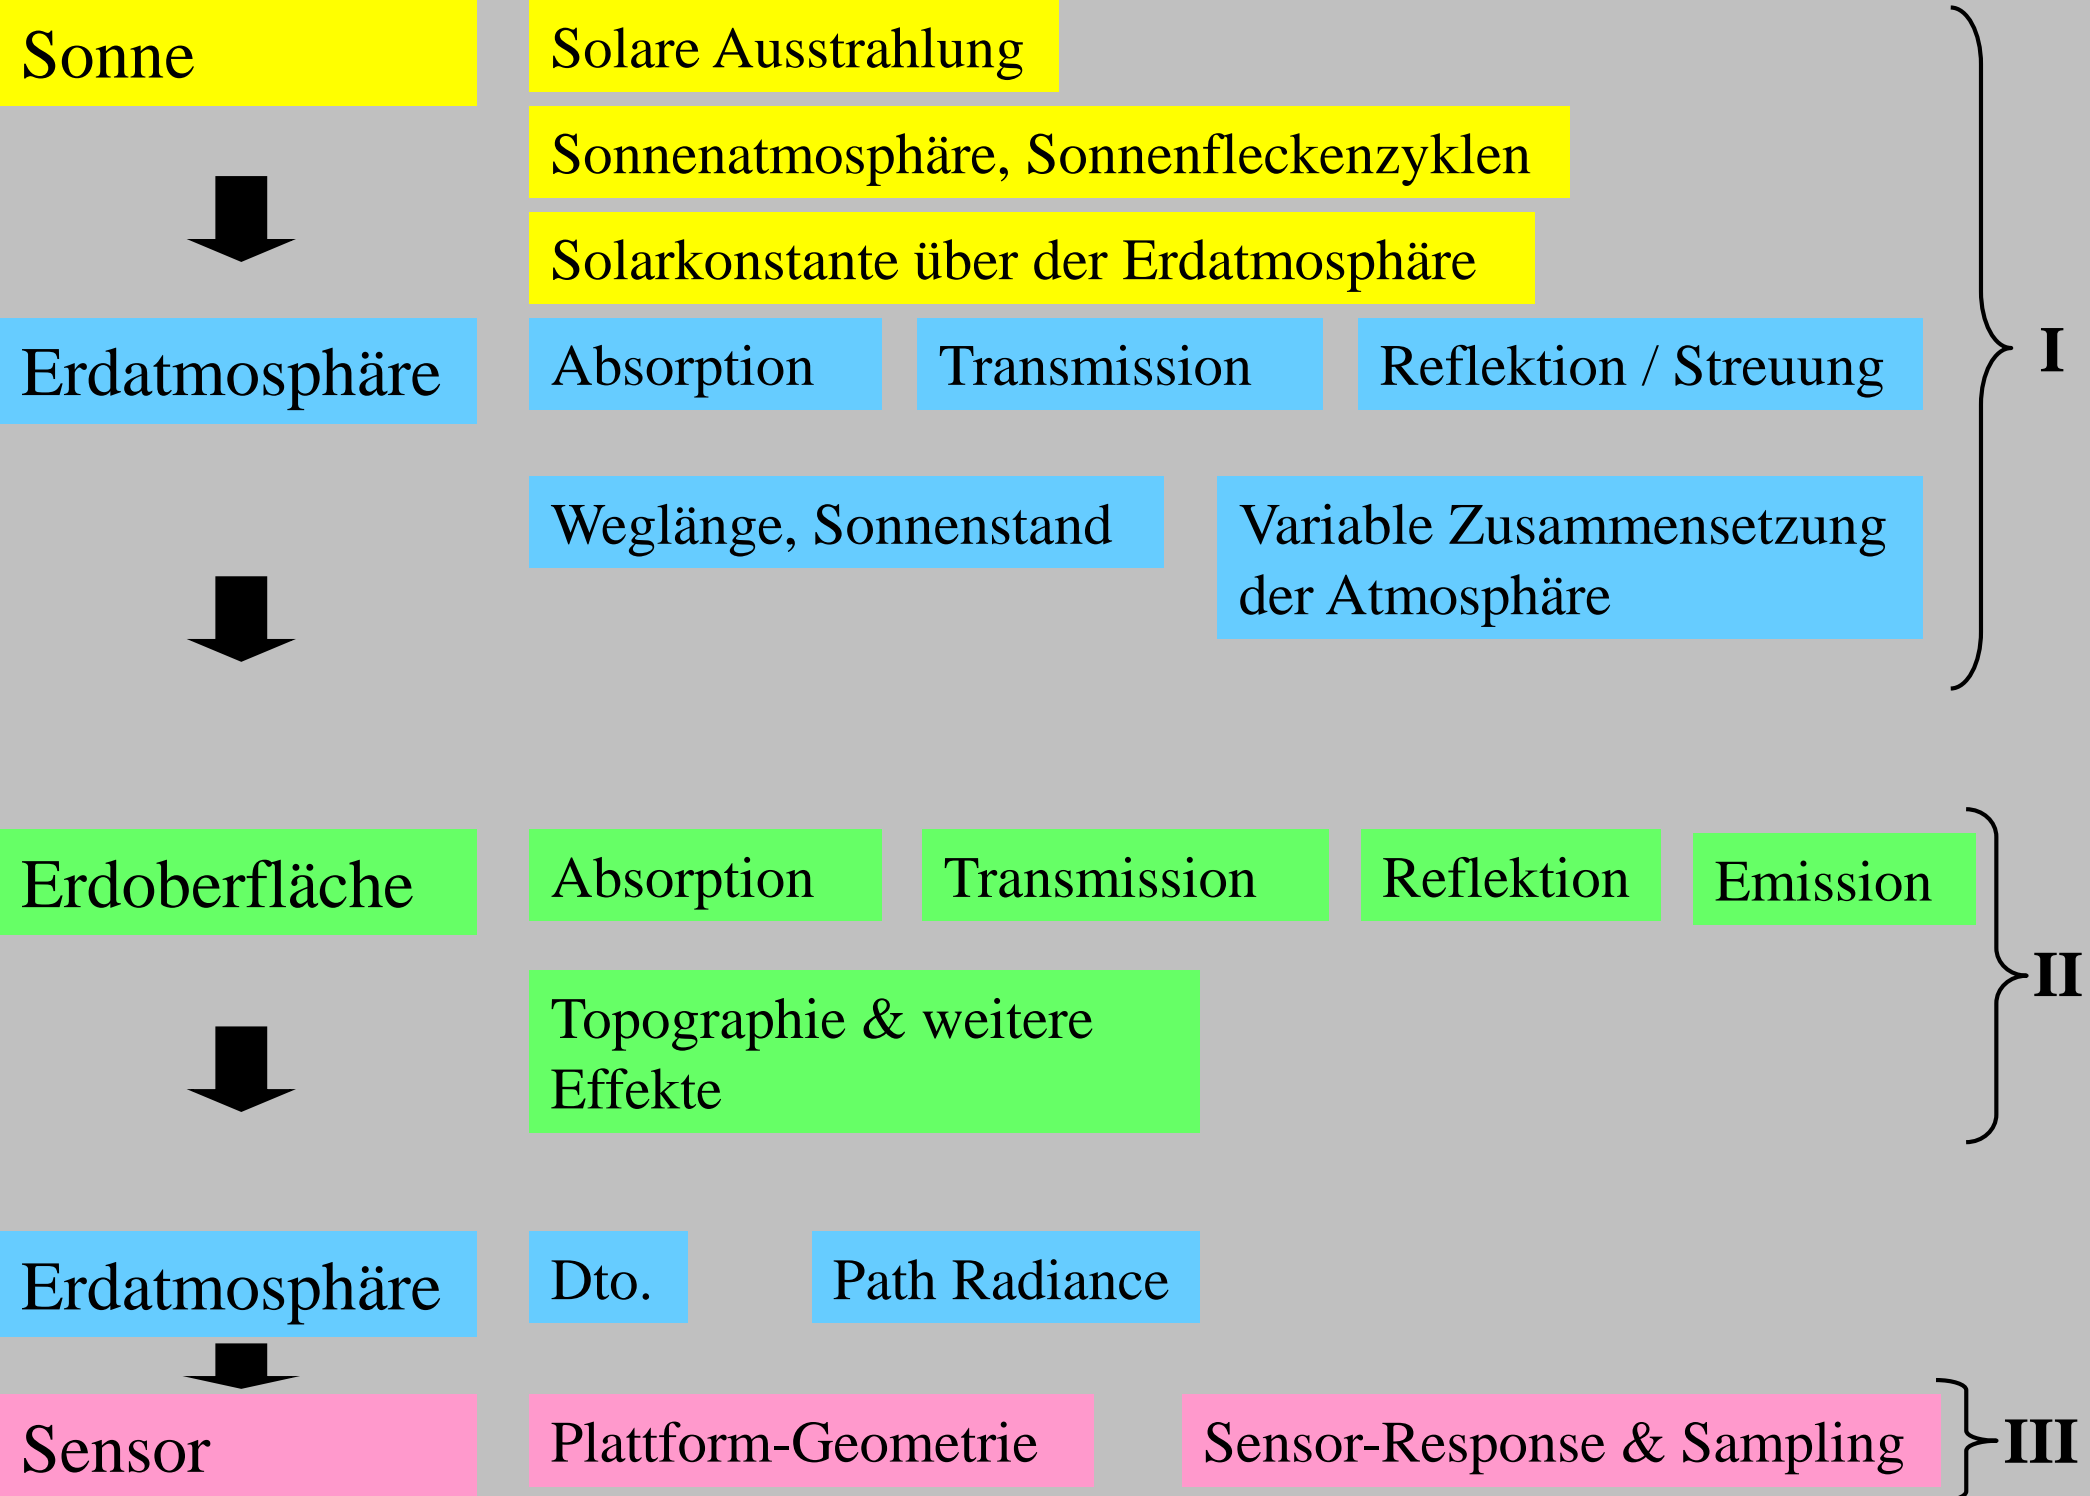 Sonne
Solare Ausstrahlung
Sonnenatmosphäre, Sonnenfleckenzyklen
Solarkonstante über der Erdatmosphäre
Erdatmosphäre
Absorption
Transmission
Reflektion / Streuung
I
Weglänge, Sonnenstand
Variable Zusammensetzung
der Atmosphäre
Erdoberfläche
Absorption
Transmission
Reflektion
Emission
II
Topographie & weitere
Effekte
Erdatmosphäre
Dto.
Path Radiance
Sensor
Plattform-Geometrie
Sensor-Response & Sampling
III